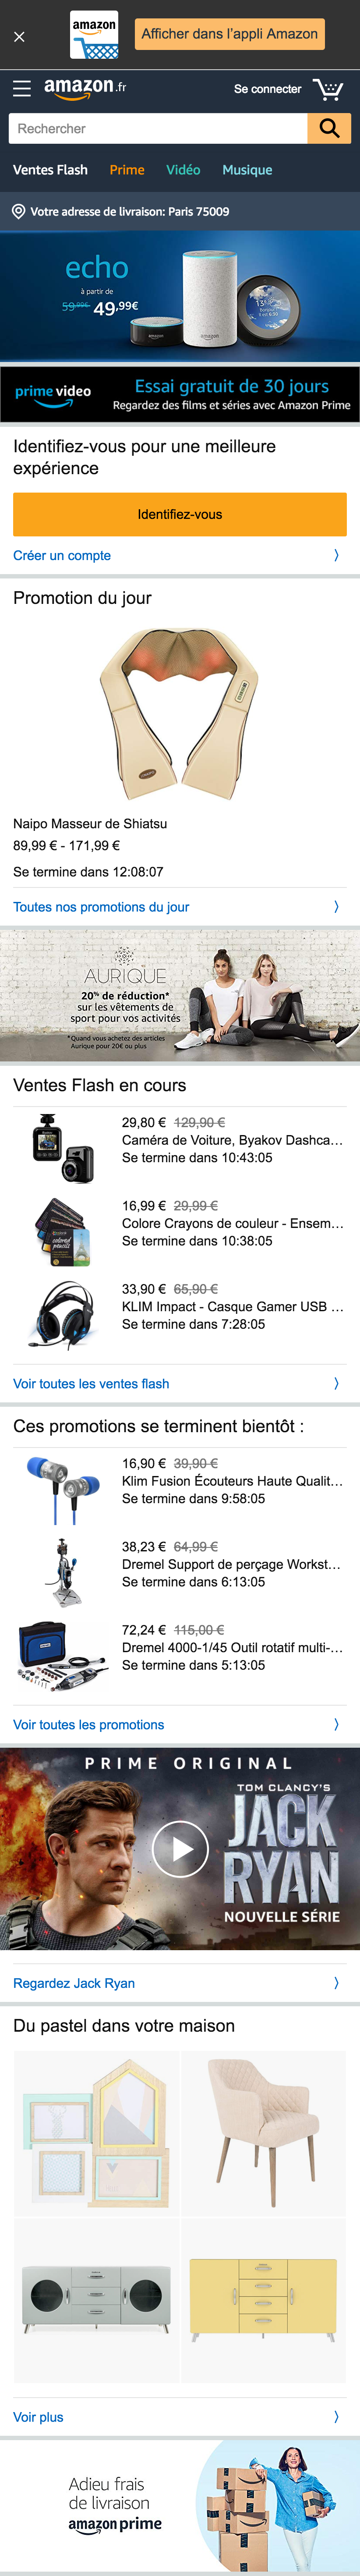 amazon
Afficher dans l'appli Amazon
amazon.fr
Se connecter
Rechercher
Ventes Flash Prime Vidéo Musique
Votre adresse de livraison: Paris 75009
echo
à partir de
59,99€ 49,99€
prime video
Essai gratuit de 30 jours
Regardez des films et séries avec Amazon Prime
Identifiez-vous pour une meilleure
expérience
Identifiez-vous
Créer un compte
Promotion du jour
Naipo Masseur de Shiatsu
89,99 € - 171,99 €
Se termine dans 12:08:07
Toutes nos promotions du jour
AURIQUE
20% de réduction*
sur les vêtements de
sport pour vos activités
*Quand vous achetez des articles
Aurique pour 20€ ou plus
Ventes Flash en cours
29,80 € 129,90 €
Caméra de Voiture, Byakov Dashca...
Se termine dans 10:43:05
16,99 € 29,99 €
Colore Crayons de couleur - Ensem...
Se termine dans 10:38:05
33,90 € 65,90 €
KLIM Impact - Casque Gamer USB ...
Se termine dans 7:28:05
Voir toutes les ventes flash
Ces promotions se terminent bientôt :
16,90 € 39,90 €
Klim Fusion Écouteurs Haute Qualit...
Se termine dans 9:58:05
38,23 € 64,99 €
Dremel Support de perçage Workst...
Se termine dans 6:13:05
72,24 € 115,00 €
Dremel 4000-1/45 Outil rotatif multi-...
Se termine dans 5:13:05
Voir toutes les promotions
PRIME ORIGINAL
TOM CLANCY'S
JACK
RYAN
NOUVELLE SÉRIE
Regardez Jack Ryan
Du pastel dans votre maison
Voir plus
Adieu frais
de livraison
amazon prime